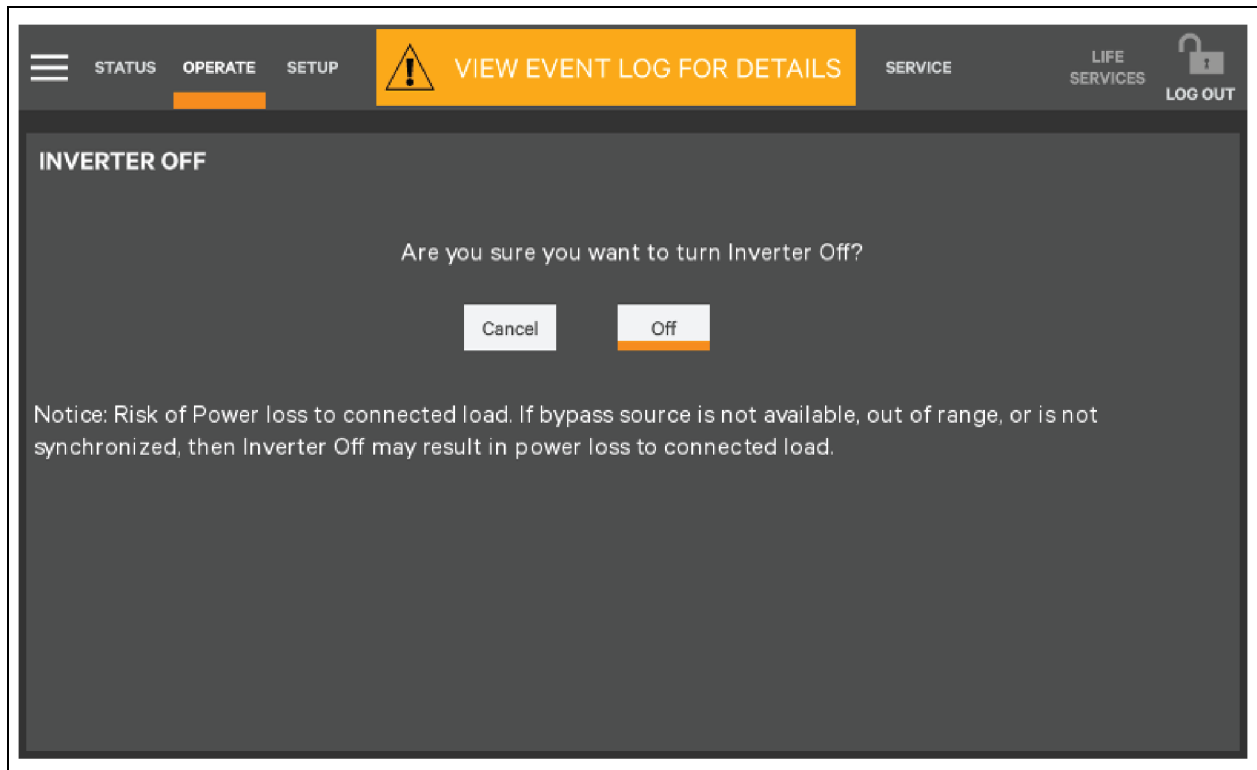 STATUS OPERATE SETUP VIEW EVENT LOG FOR DETAILS SERVICE LIFE
SERVICES
LOG OUT
INVERTER OFF
Are you sure you want to turn Inverter Off?
Cancel Off
Notice: Risk of Power loss to connected load. If bypass source is not available, out of range, or is not
synchronized, then Inverter Off may result in power loss to connected load.